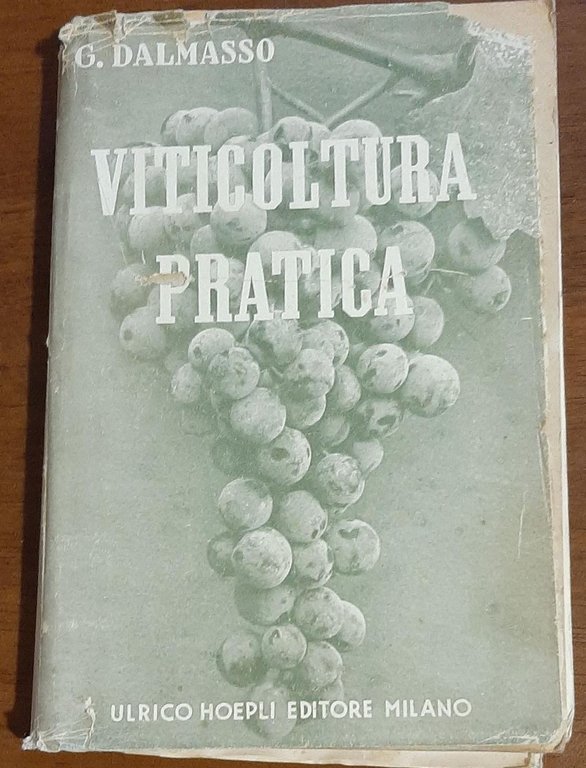 G. DALMASSO
VITICOLTURA
PRATICA
ULRICO HOEPLI EDITORE MILANO